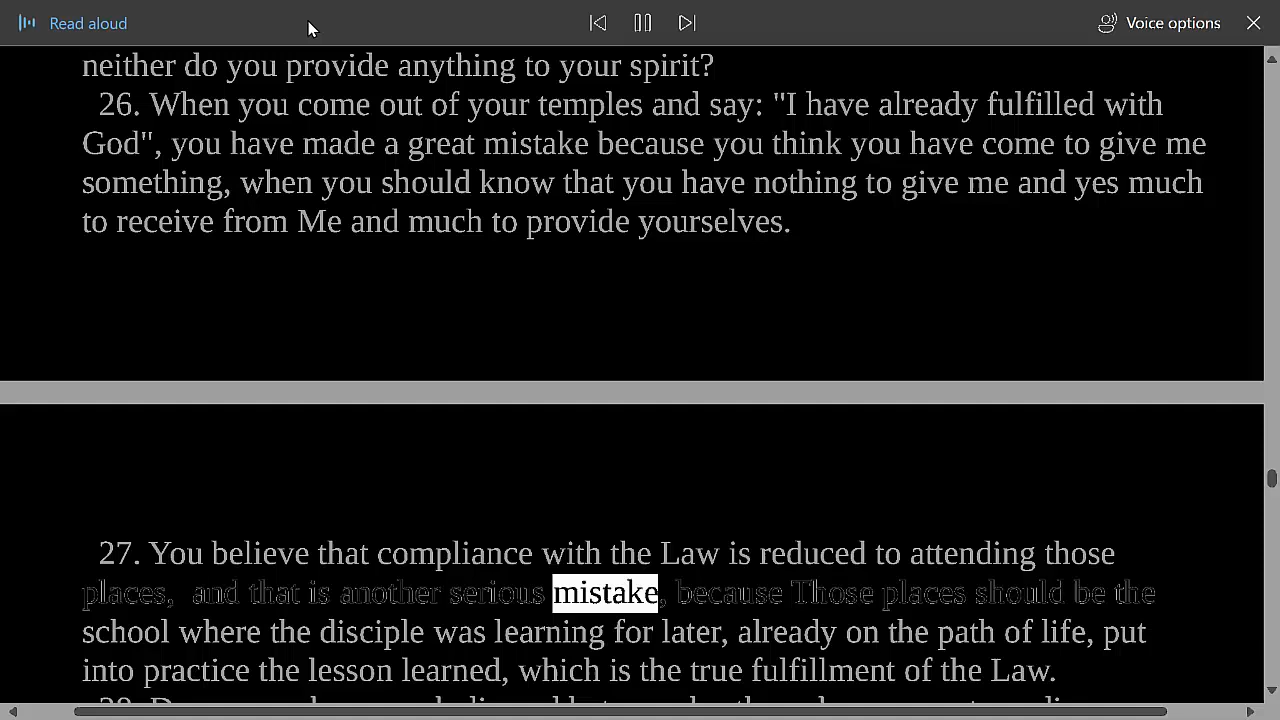 Read aloud
Voice options
neither do you provide anything to your spirit?
26. When you come out of your temples and say: "I have already fulfilled with
God", you have made a great mistake because you think you have come to give me
something, when you should know that you have nothing to give me and yes much
to receive from Me and much to provide yourselves.
27. You believe that compliance with the Law is reduced to attending those
places, and that is another serious mistake, because Those places should be the
school where the disciple was learning for later, already on the path of life, put
into practice the lesson learned, which is the true fulfillment of the Law.